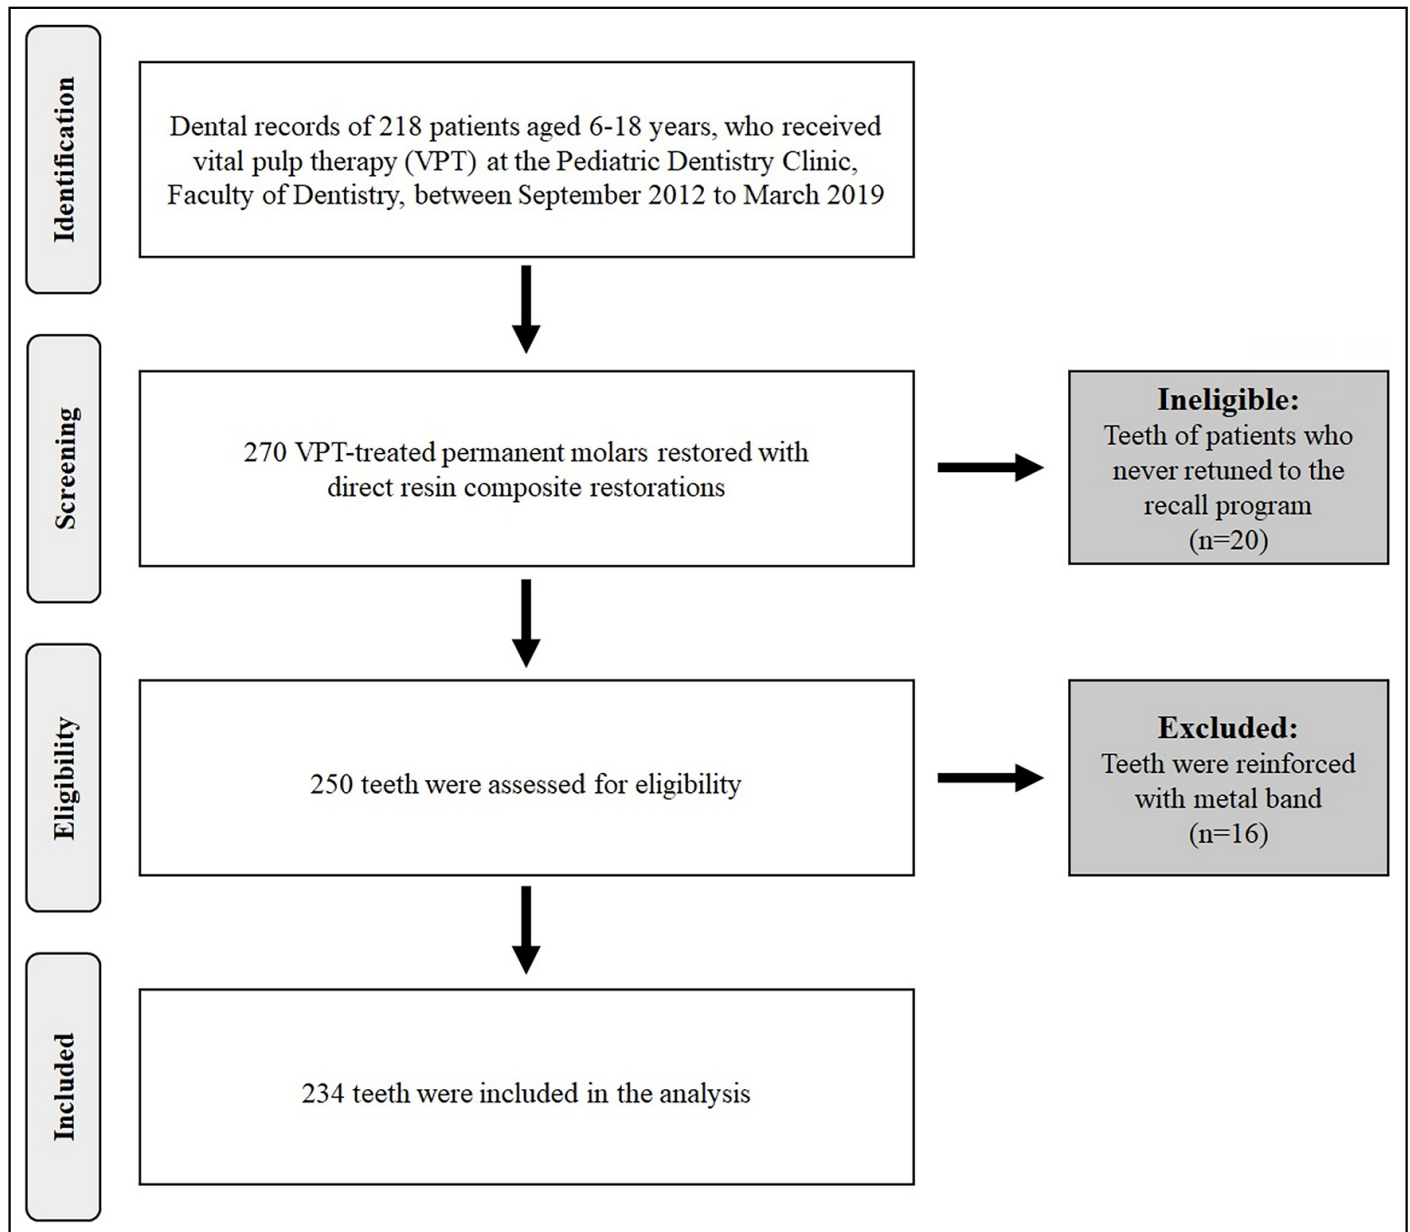 Identification
Dental records of 218 patients aged 6-18 years, who received
vital pulp therapy (VPT) at the Pediatric Dentistry Clinic,
Faculty of Dentistry, between September 2012 to March 2019
Screening
270 VPT-treated permanent molars restored with
direct resin composite restorations
Ineligible:
Teeth of patients who
never retuned to the
recall program
(n=20)
Eligibility
250 teeth were assessed for eligibility
Excluded:
Teeth were reinforced
with metal band
(n=16)
Included
234 teeth were included in the analysis